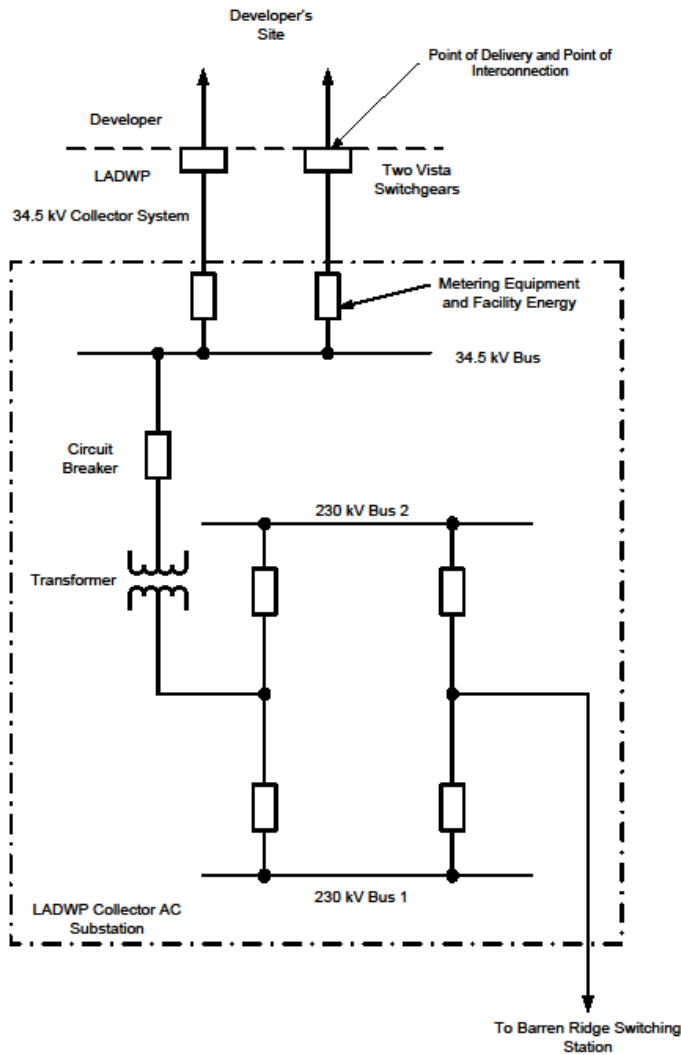 Developer's
Site
Point of Delivery and Point of
Interconnection
Developer
LADWP
Two Vista
Switchgears
34.5 kV Collector System
Metering Equipment
and Facility Energy
34.5 kV Bus
Circuit
Breaker
230 kV Bus 2
Transformer
230 kV Bus 1
LADWP Collector AC
Substation
To Barren Ridge Switching
Station